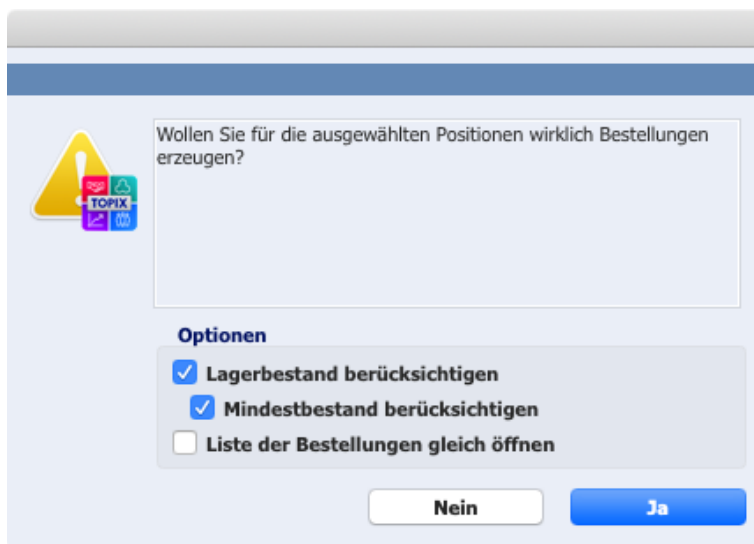 Wollen Sie für die ausgewählten Positionen wirklich Bestellungen
erzeugen?
TOPIX
Optionen
Lagerbestand berücksichtigen
Mindestbestand berücksichtigen
Liste der Bestellungen gleich öffnen
Nein
Ja